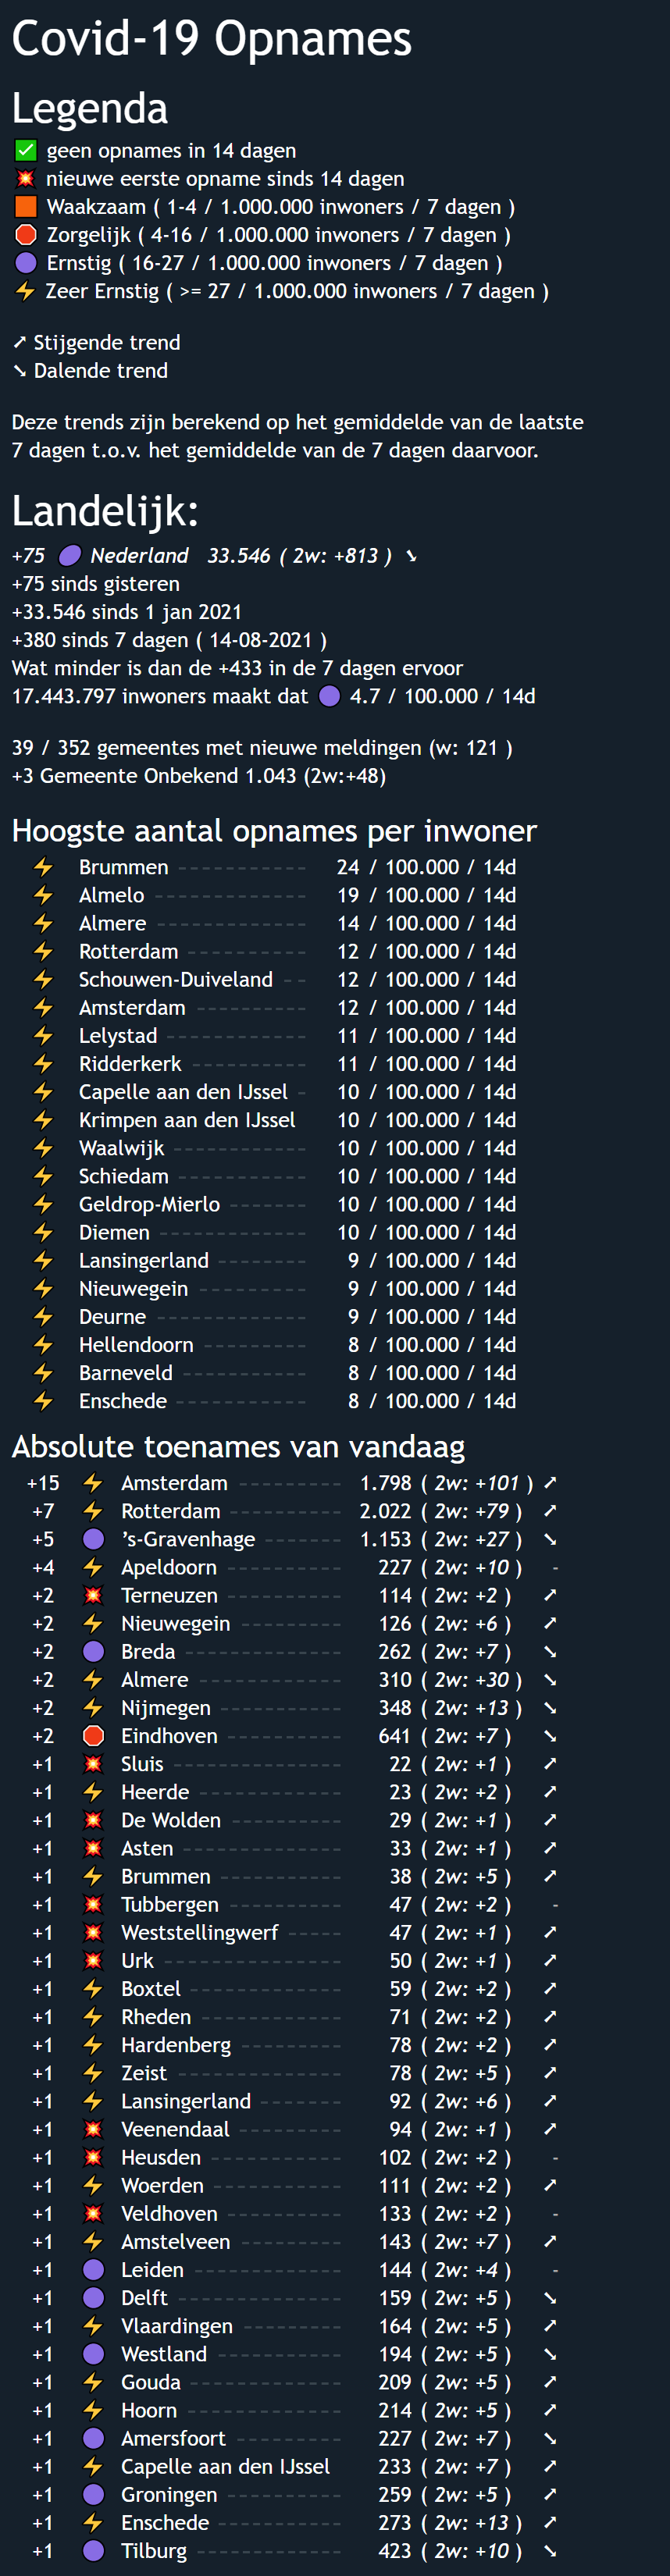 Covid-19 Opnames
Legenda
✅ geen opnames in 14 dagen
💥 nieuwe eerste opname sinds 14 dagen
🟧 Waakzaam ( 1-4 / 1.000.000 inwoners / 7 dagen )
🛑 Zorgelijk ( 4-16 / 1.000.000 inwoners / 7 dagen )
🟣 Ernstig ( 16-27 / 1.000.000 inwoners / 7 dagen )
⚡ Zeer Ernstig ( >= 27 / 1.000.000 inwoners / 7 dagen )
➚ Stijgende trend
➘ Dalende trend
Deze trends zijn berekend op het gemiddelde van de laatste
7 dagen t.o.v. het gemiddelde van de 7 dagen daarvoor.
Landelijk:
+75 🟣 Nederland 33.546 ( 2w: +813 ) ➘
+75 sinds gisteren
+33.546 sinds 1 jan 2021
+380 sinds 7 dagen ( 14-08-2021 )
Wat minder is dan de +433 in de 7 dagen ervoor
17.443.797 inwoners maakt dat 🟣 4.7 / 100.000 / 14d
39 / 352 gemeentes met nieuwe meldingen (w: 121 )
+3 Gemeente Onbekend 1.043 (2w:+48)
Hoogste aantal opnames per inwoner
⚡ Brummen 24 / 100.000 / 14d
⚡ Almelo 19 / 100.000 / 14d
⚡ Almere 14 / 100.000 / 14d
⚡ Rotterdam 12 / 100.000 / 14d
⚡ Schouwen-Duiveland 12 / 100.000 / 14d
⚡ Amsterdam 12 / 100.000 / 14d
⚡ Lelystad 11 / 100.000 / 14d
⚡ Ridderkerk 11 / 100.000 / 14d
⚡ Capelle aan den IJssel 10 / 100.000 / 14d
⚡ Krimpen aan den IJssel 10 / 100.000 / 14d
⚡ Waalwijk 10 / 100.000 / 14d
⚡ Schiedam 10 / 100.000 / 14d
⚡ Geldrop-Mierlo 10 / 100.000 / 14d
⚡ Diemen 10 / 100.000 / 14d
⚡ Lansingerland 9 / 100.000 / 14d
⚡ Nieuwegein 9 / 100.000 / 14d
⚡ Deurne 9 / 100.000 / 14d
⚡ Hellendoorn 8 / 100.000 / 14d
⚡ Barneveld 8 / 100.000 / 14d
⚡ Enschede 8 / 100.000 / 14d
Absolute toenames van vandaag
+15 ⚡ Amsterdam 1.798 ( 2w: +101 ) ➚
+7 ⚡ Rotterdam 2.022 ( 2w: +79 ) ➚
+5 🟣 's-Gravenhage 1.153 ( 2w: +27 ) ➘
+4 ⚡ Apeldoorn 227 ( 2w: +10 ) -
+2 💥 Terneuzen 114 ( 2w: +2 ) ➚
+2 ⚡ Nieuwegein 126 ( 2w: +6 ) ➚
+2 🟣 Breda 262 ( 2w: +7 ) ➘
+2 ⚡ Almere 310 ( 2w: +30 ) ➘
+2 ⚡ Nijmegen 348 ( 2w: +13 ) ➘
+2 🛑 Eindhoven 641 ( 2w: +7 ) ➘
+1 💥 Sluis 22 ( 2w: +1 ) ➚
+1 ⚡ Heerde 23 ( 2w: +2 ) ➚
+1 💥 De Wolden 29 ( 2w: +1 ) ➚
+1 💥 Asten 33 ( 2w: +1 ) ➚
+1 ⚡ Brummen 38 ( 2w: +5 ) ➚
+1 💥 Tubbergen 47 ( 2w: +2 ) -
+1 💥 Weststellingwerf 47 ( 2w: +1 ) ➚
+1 💥 Urk 50 ( 2w: +1 ) ➚
+1 ⚡ Boxtel 59 ( 2w: +2 ) ➚
+1 ⚡ Rheden 71 ( 2w: +2 ) ➚
+1 ⚡ Hardenberg 78 ( 2w: +2 ) ➚
+1 ⚡ Zeist 78 ( 2w: +5 ) ➚
+1 ⚡ Lansingerland 92 ( 2w: +6 ) ➚
+1 💥 Veenendaal 94 ( 2w: +1 ) ➚
+1 💥 Heusden 102 ( 2w: +2 ) -
+1 ⚡ Woerden 111 ( 2w: +2 ) ➚
+1 💥 Veldhoven 133 ( 2w: +2 ) -
+1 ⚡ Amstelveen 143 ( 2w: +7 ) ➚
+1 🟣 Leiden 144 ( 2w: +4 ) -
+1 🟣 Delft 159 ( 2w: +5 ) ➘
+1 ⚡ Vlaardingen 164 ( 2w: +5 ) ➚
+1 🟣 Westland 194 ( 2w: +5 ) ➘
+1 ⚡ Gouda 209 ( 2w: +5 ) ➚
+1 ⚡ Hoorn 214 ( 2w: +5 ) ➚
+1 🟣 Amersfoort 227 ( 2w: +7 ) ➘
+1 ⚡ Capelle aan den IJssel 233 ( 2w: +7 ) ➚
+1 🟣 Groningen 259 ( 2w: +5 ) ➚
+1 ⚡ Enschede 273 ( 2w: +13 ) ➚
+1 🟣 Tilburg 423 ( 2w: +10 ) ➘